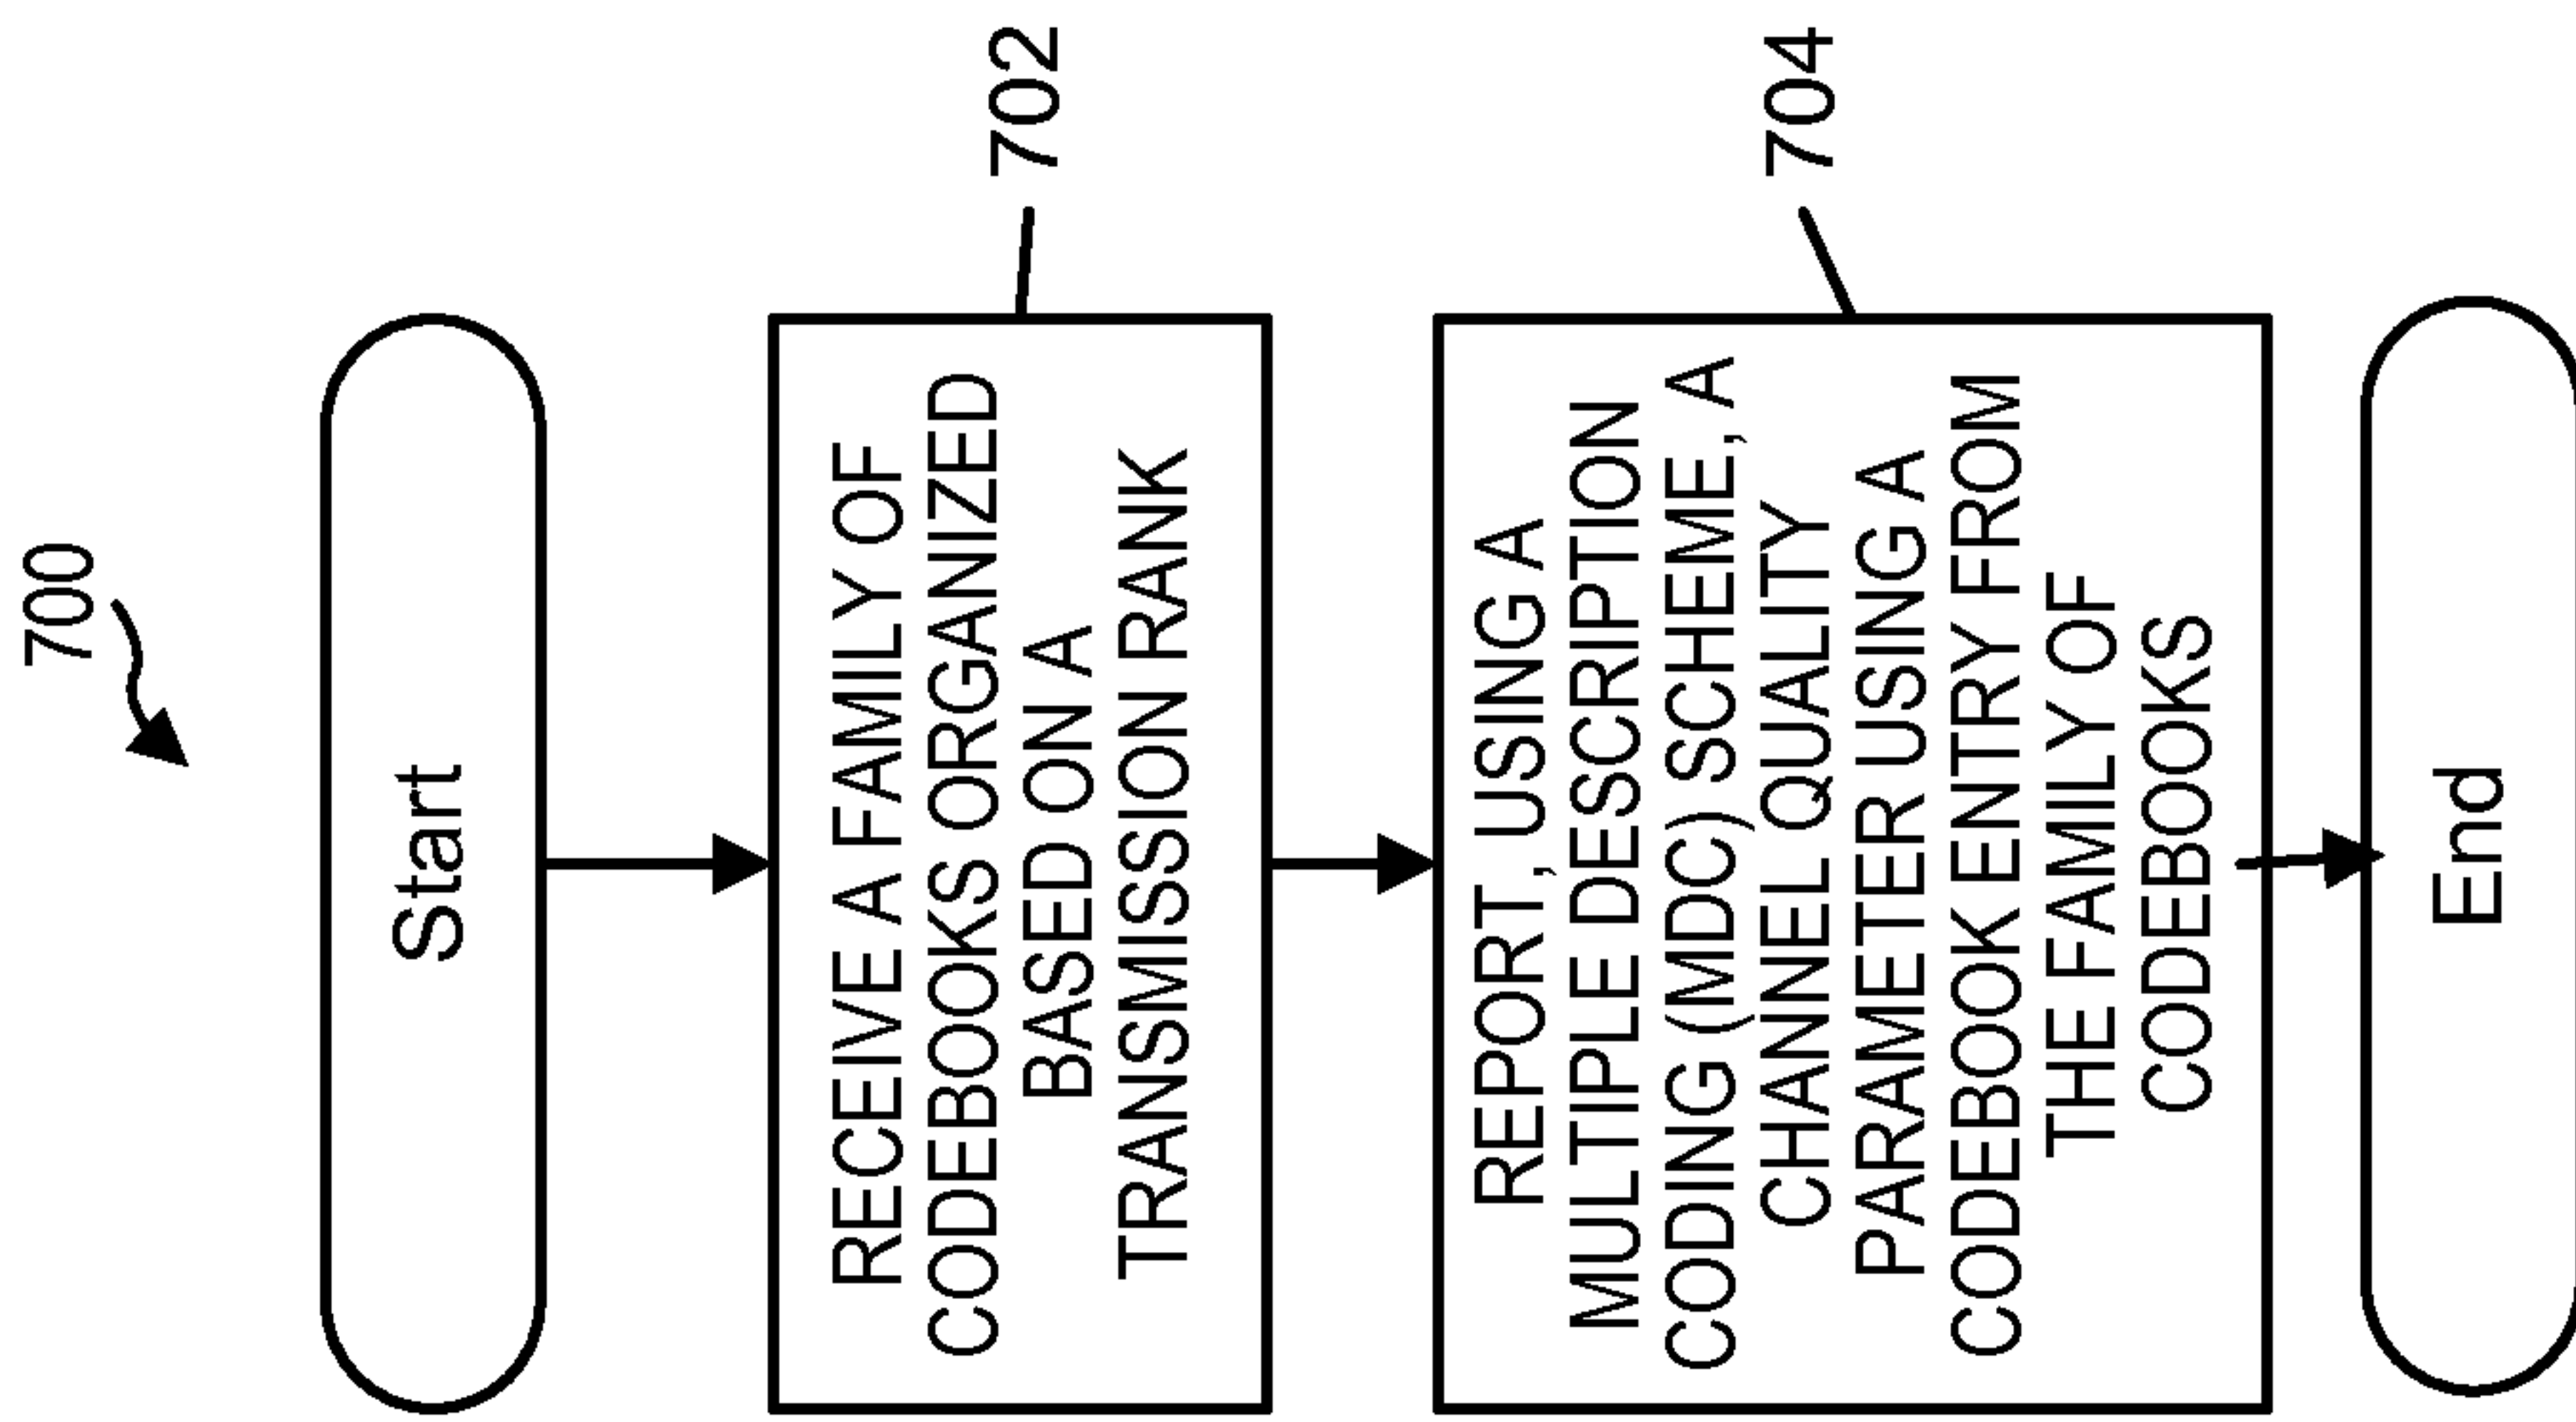 700
Start
RECEIVE A FAMILY OF
CODEBOOKS ORGANIZED
BASED ON A
TRANSMISSION RANK
702
REPORT, USING A
MULTIPLE DESCRIPTION
CODING (MDC) SCHEME, A
CHANNEL QUALITY
PARAMETER USING A
CODEBOOK ENTRY FROM
THE FAMILY OF
CODEBOOKS
704
End